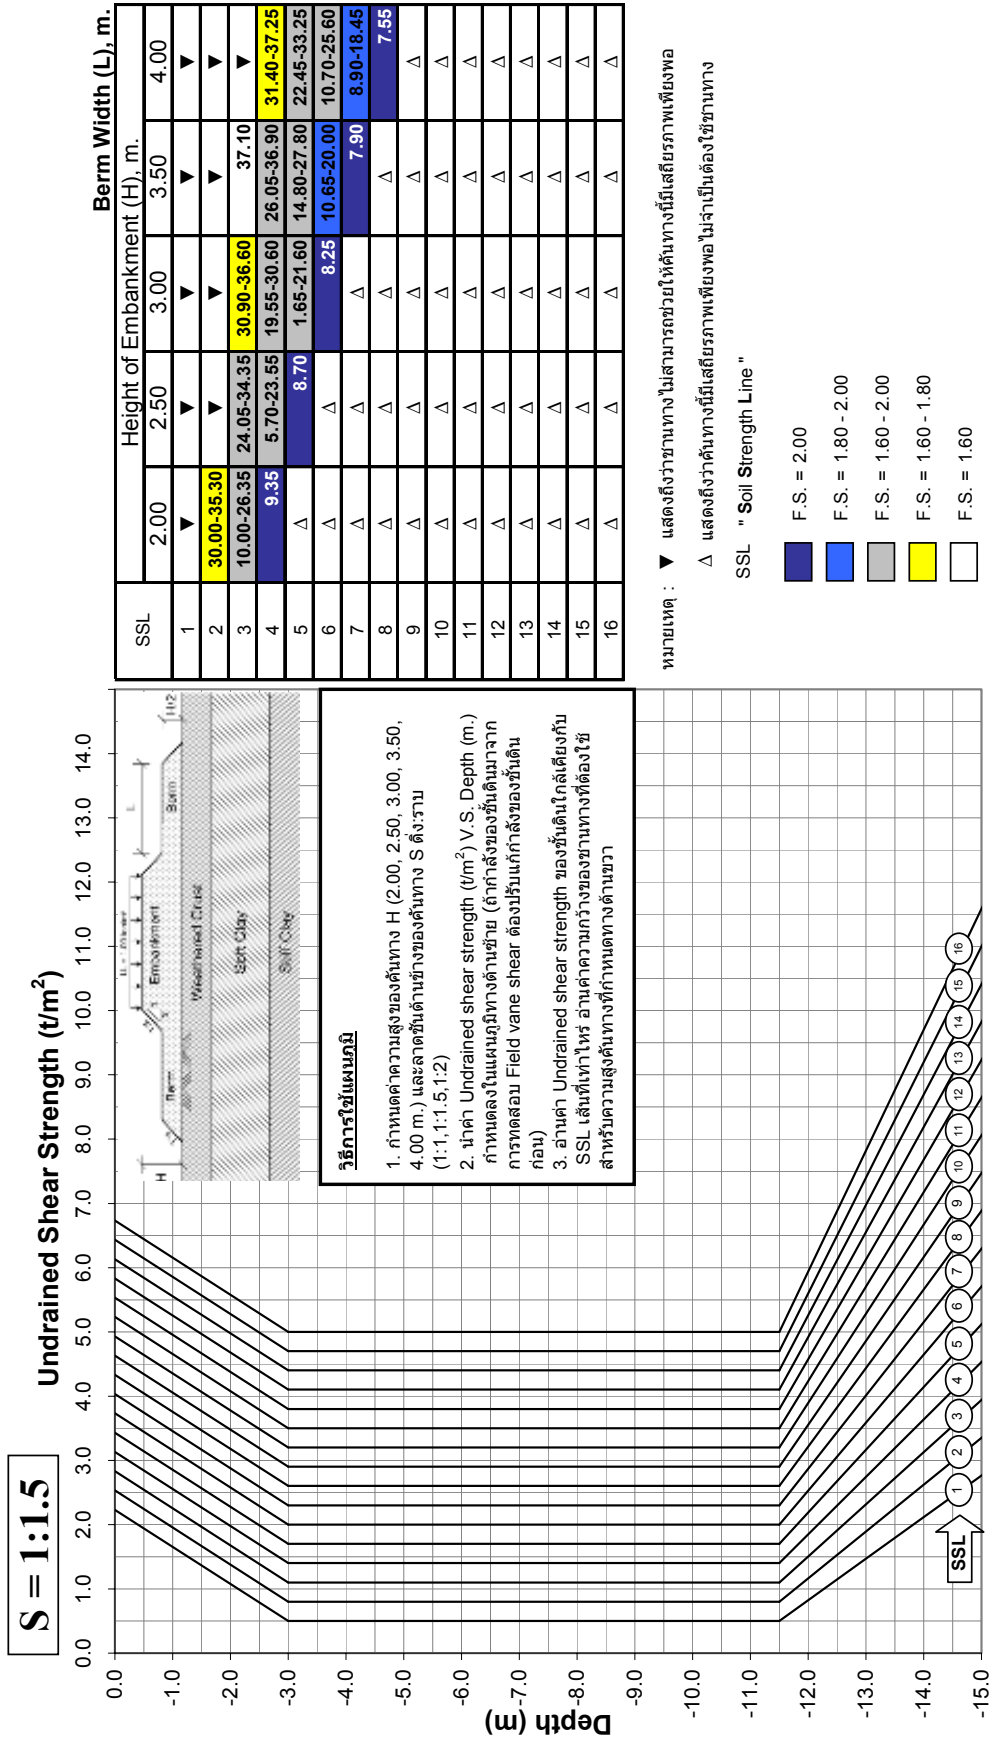 S = 1:1.5
Undrained Shear Strength (t/m²)
0.0 1.0 2.0 3.0 4.0 5.0 6.0 7.0 8.0 9.0 10.0 11.0 12.0 13.0 14.0
Depth (m)
0.0
-1.0
-2.0
-3.0
-4.0
-5.0
-6.0
-7.0
-8.0
-9.0
-10.0
-11.0
-12.0
-13.0
-14.0
-15.0
H
Berm
Embankment
Berm
L
H/2
Weathered Crust
Soft Clay
Stiff Clay
วิธีการใช้แผนภูมิ
1. กำหนดค่าความสูงของคันทาง H (2.00, 2.50, 3.00, 3.50,
4.00 m.) และลาดชันด้านข้างของคันทาง S ดิ่ง:ราบ
(1:1,1:1.5,1:2)
2. นำค่า Undrained shear strength (t/m²) V.S. Depth (m.)
กำหนดลงในแผนภูมิทางด้านซ้าย (ถ้ากำลังของชั้นดินมาจาก
การทดสอบ Field vane shear ต้องปรับแก้กำลังของชั้นดิน
ก่อน)
3. อ่านค่า Undrained shear strength ของชั้นดินใกล้เคียงกับ
SSL เส้นที่เท่าไหร่ อ่านค่าความกว้างของชานทางที่ต้องใช้
สำหรับความสูงคันทางที่กำหนดทางด้านขวา
SSL
1 2 3 4 5 6 7 8 9 10 11 12 13 14 15 16
Berm Width (L), m.
SSL Height of Embankment (H), m.
2.00 2.50 3.00 3.50 4.00
1 ▼ ▼ ▼ ▼ ▼
2 30.00-35.30 ▼ ▼ ▼ ▼
3 10.00-26.35 24.05-34.35 30.90-36.60 37.10 ▼
4 9.35 5.70-23.55 19.55-30.60 26.05-36.90 31.40-37.25
5 △ 8.70 1.65-21.60 14.80-27.80 22.45-33.25
6 △ △ 8.25 10.65-20.00 10.70-25.60
7 △ △ △ 7.90 8.90-18.45
8 △ △ △ △ 7.55
9 △ △ △ △ △
10 △ △ △ △ △
11 △ △ △ △ △
12 △ △ △ △ △
13 △ △ △ △ △
14 △ △ △ △ △
15 △ △ △ △ △
16 △ △ △ △ △
หมายเหตุ : ▼ แสดงถึงว่าชานทางไม่สามารถช่วยให้คันทางนี้มีเสถียรภาพเพียงพอ
△ แสดงถึงว่าคันทางนี้มีเสถียรภาพเพียงพอไม่จำเป็นต้องใช้ชานทาง
SSL " Soil Strength Line "
F.S. = 2.00
F.S. = 1.80 - 2.00
F.S. = 1.60 - 2.00
F.S. = 1.60 - 1.80
F.S. = 1.60